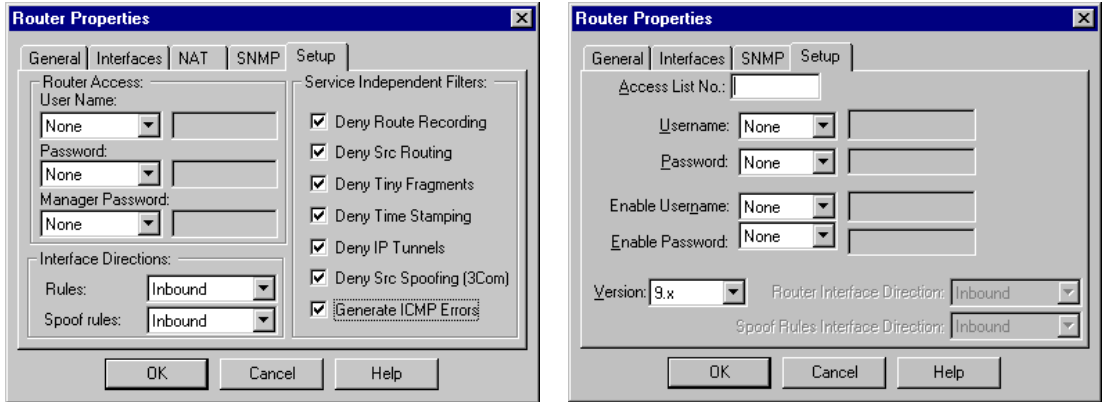 Router Properties
General Interfaces NAT SNMP Setup
Router Access:
User Name:
None
Password:
None
Manager Password:
None
Interface Directions:
Rules: Inbound
Spoof rules: Inbound
Service Independent Filters:
Deny Route Recording
Deny Src Routing
Deny Tiny Fragments
Deny Time Stamping
Deny IP Tunnels
Deny Src Spoofing (3Com)
Generate ICMP Errors
OK Cancel Help
Router Properties
General Interfaces SNMP Setup
Access List No.:
Username: None
Password: None
Enable Username: None
Enable Password: None
Version: 9.x Router Interface Direction: Inbound
Spoof Rules Interface Direction: Inbound
OK Cancel Help